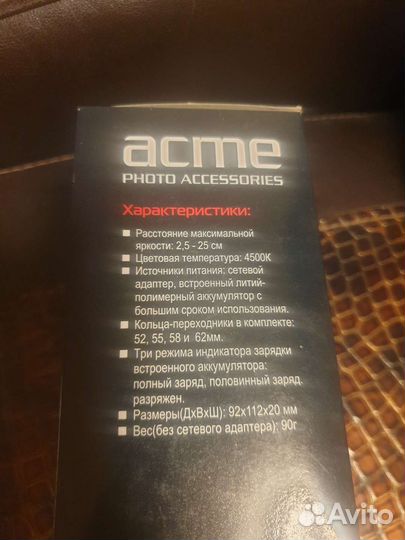 acme
PHOTO ACCESSORIES
Характеристики:
▪ Расстояние максимальной
яркости: 2,5 - 25 см
▪ Цветовая температура: 4500К
▪ Источники питания: сетевой
адаптер, встроенный литий-
полимерный аккумулятор с
большим сроком использования.
▪ Кольца-переходники в комплекте:
52, 55, 58 и 62мм.
▪ Три режима индикатора зарядки
встроенного аккумулятора:
полный заряд, половинный заряд.
разряжен.
▪ Размеры(ДхВхШ): 92х112х20 мм
▪ Вес(без сетевого адаптера): 90г
Avito